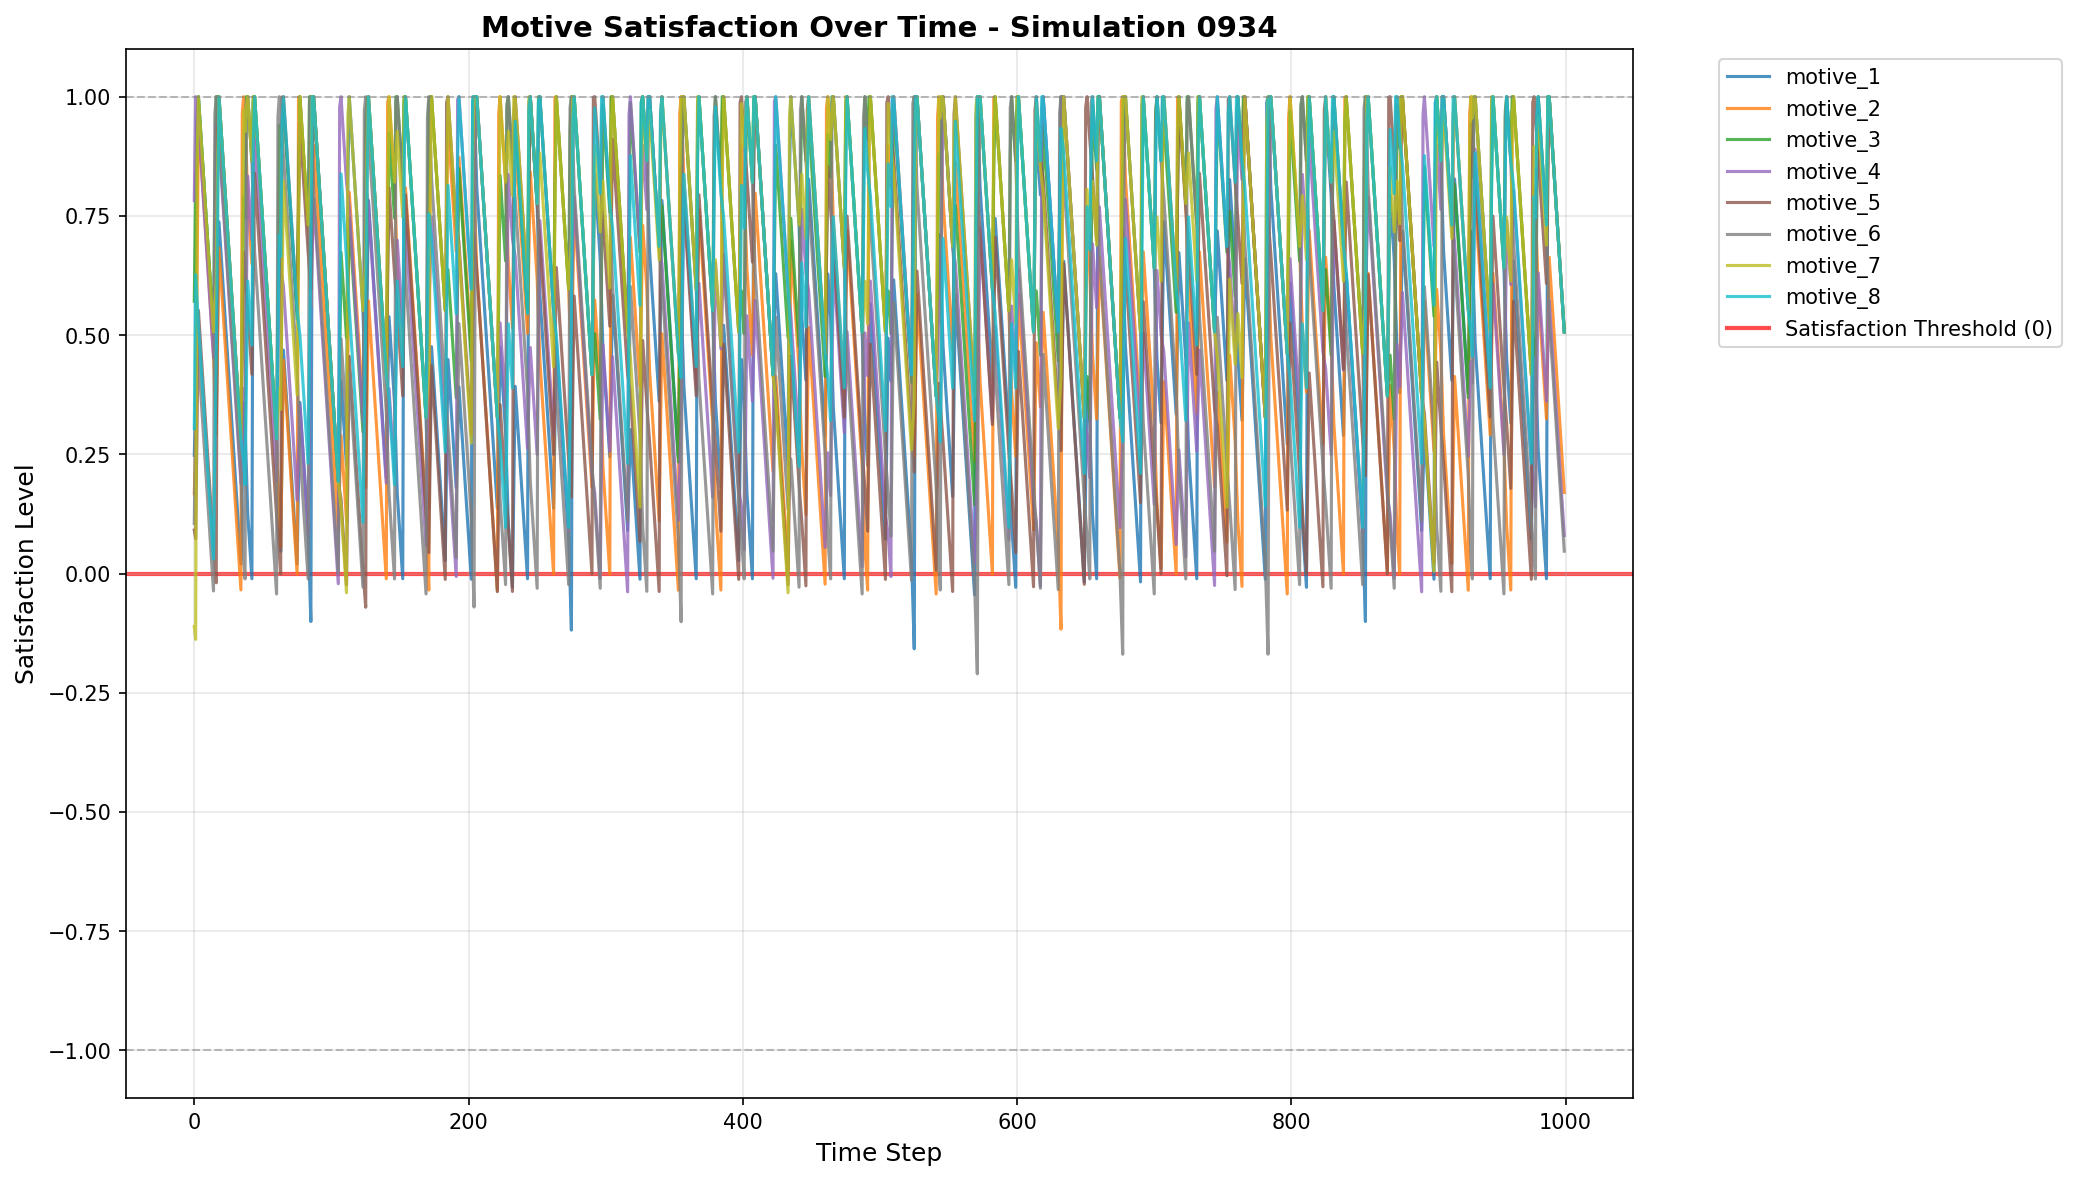 Motive Satisfaction Over Time - Simulation 0934
Satisfaction Level
1.00
0.75
0.50
0.25
0.00
−0.25
−0.50
−0.75
−1.00
0
200
400
600
800
1000
Time Step
motive_1
motive_2
motive_3
motive_4
motive_5
motive_6
motive_7
motive_8
Satisfaction Threshold (0)